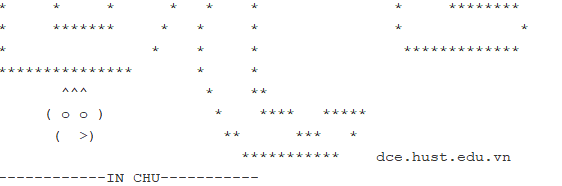 *     *     *      *   *     *               *     ********
*     *******     *   *     *               *             *
*                *    *     *                *************
***************       *     *
       ^^^             *    **
     ( o o )            *    ****   *****
      (  >)              **      ***   *
                           ***********    dce.hust.edu.vn
------------IN CHU-----------